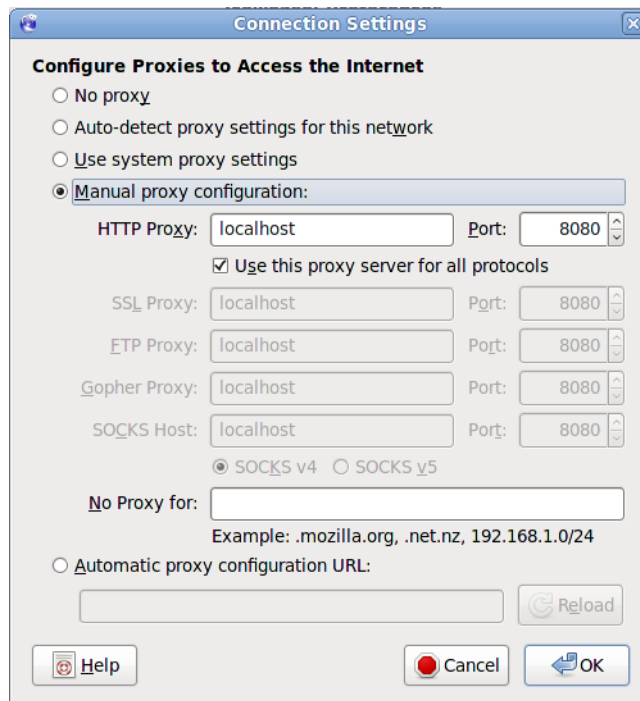 Connection Settings
Configure Proxies to Access the Internet
No proxy
Auto-detect proxy settings for this network
Use system proxy settings
Manual proxy configuration:
HTTP Proxy: localhost Port: 8080
Use this proxy server for all protocols
SSL Proxy: localhost Port: 8080
FTP Proxy: localhost Port: 8080
Gopher Proxy: localhost Port: 8080
SOCKS Host: localhost Port: 8080
SOCKS v4 SOCKS v5
No Proxy for:
Example: .mozilla.org, .net.nz, 192.168.1.0/24
Automatic proxy configuration URL:
Reload
Help Cancel OK